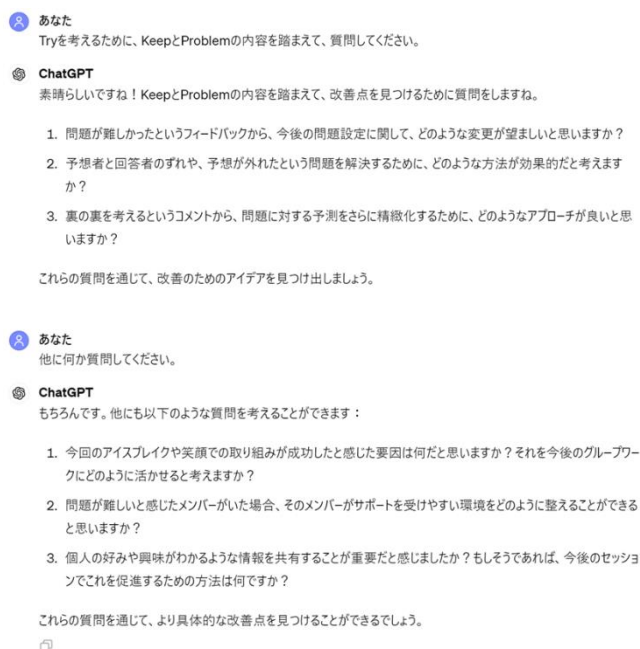 あなた
Tryを考えるために、KeepとProblemの内容を踏まえて、質問してください。
ChatGPT
素晴らしいですね！KeepとProblemの内容を踏まえて、改善点を見つけるために質問をしますね。
1. 問題が難しかったというフィードバックから、今後の問題設定に関して、どのような変更が望ましいと思いますか？
2. 予想者と回答者のずれや、予想が外れたという問題を解決するために、どのような方法が効果的だと考えます
か？
3. 裏の裏を考えるというコメントから、問題に対する予測をさらに精緻化するために、どのようなアプローチが良いと思
いますか？
これらの質問を通じて、改善のためのアイデアを見つけ出しましょう。
あなた
他に何か質問してください。
ChatGPT
もちろんです。他にも以下のような質問を考えることができます：
1. 今回のアイスブレイクや笑顔での取り組みが成功したと感じた要因は何だと思いますか？それを今後のグループワー
クにどのように活かせると考えますか？
2. 問題が難しいと感じたメンバーがいた場合、そのメンバーがサポートを受けやすい環境をどのように整えることができる
と思いますか？
3. 個人の好みや興味がわかるような情報を共有することが重要だと感じましたか？もしそうであれば、今後のセッショ
ンでこれを促進するための方法は何ですか？
これらの質問を通じて、より具体的な改善点を見つけることができるでしょう。